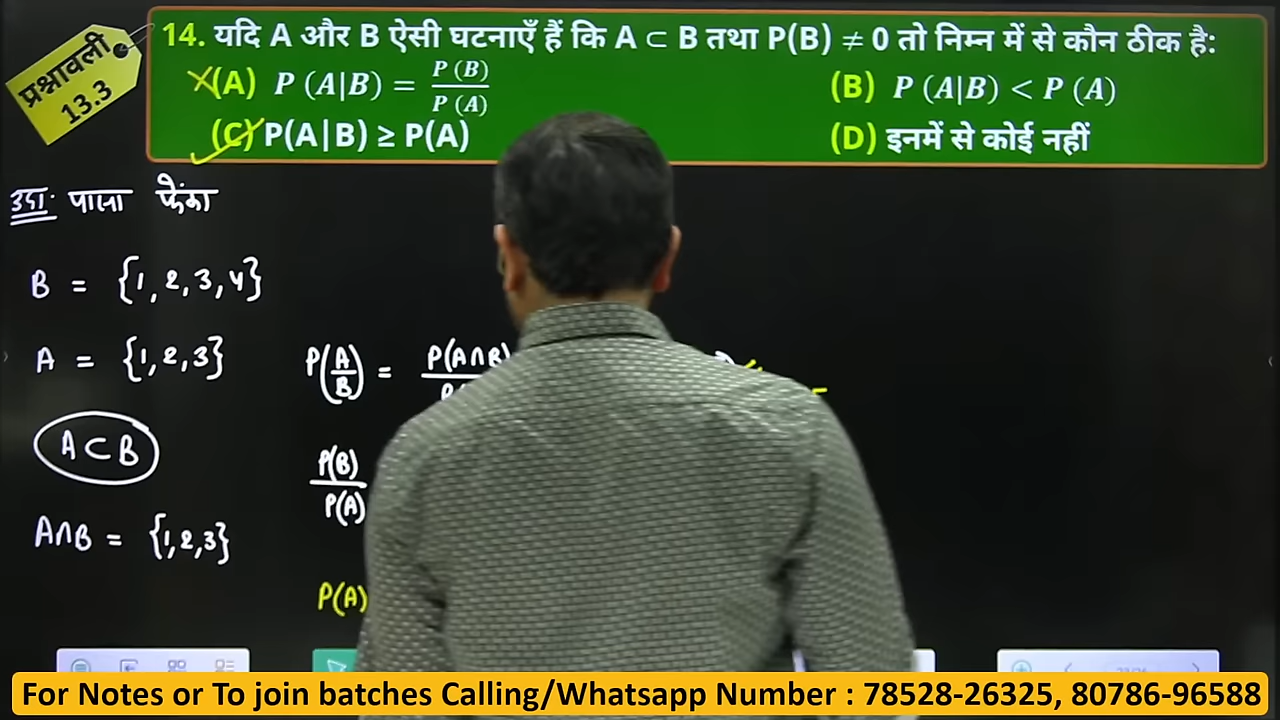 प्रश्नावली
13.3
14. यदि A और B ऐसी घटनाएँ हैं कि A ⊂ B तथा P(B) ≠ 0 तो निम्न में से कौन ठीक है:
(A) P (A|B) = P (B) / P (A)
(B) P (A|B) < P (A)
(C) P(A|B) ≥ P(A)
(D) इनमें से कोई नहीं
उदा. पासा फेंका
B = {1, 2, 3, 4}
A = {1, 2, 3}
P(A/B) = P(A∩B)
A ⊂ B
P(B) / P(A)
A∩B = {1, 2, 3}
P(A)
For Notes or To join batches Calling/Whatsapp Number : 78528-26325, 80786-96588